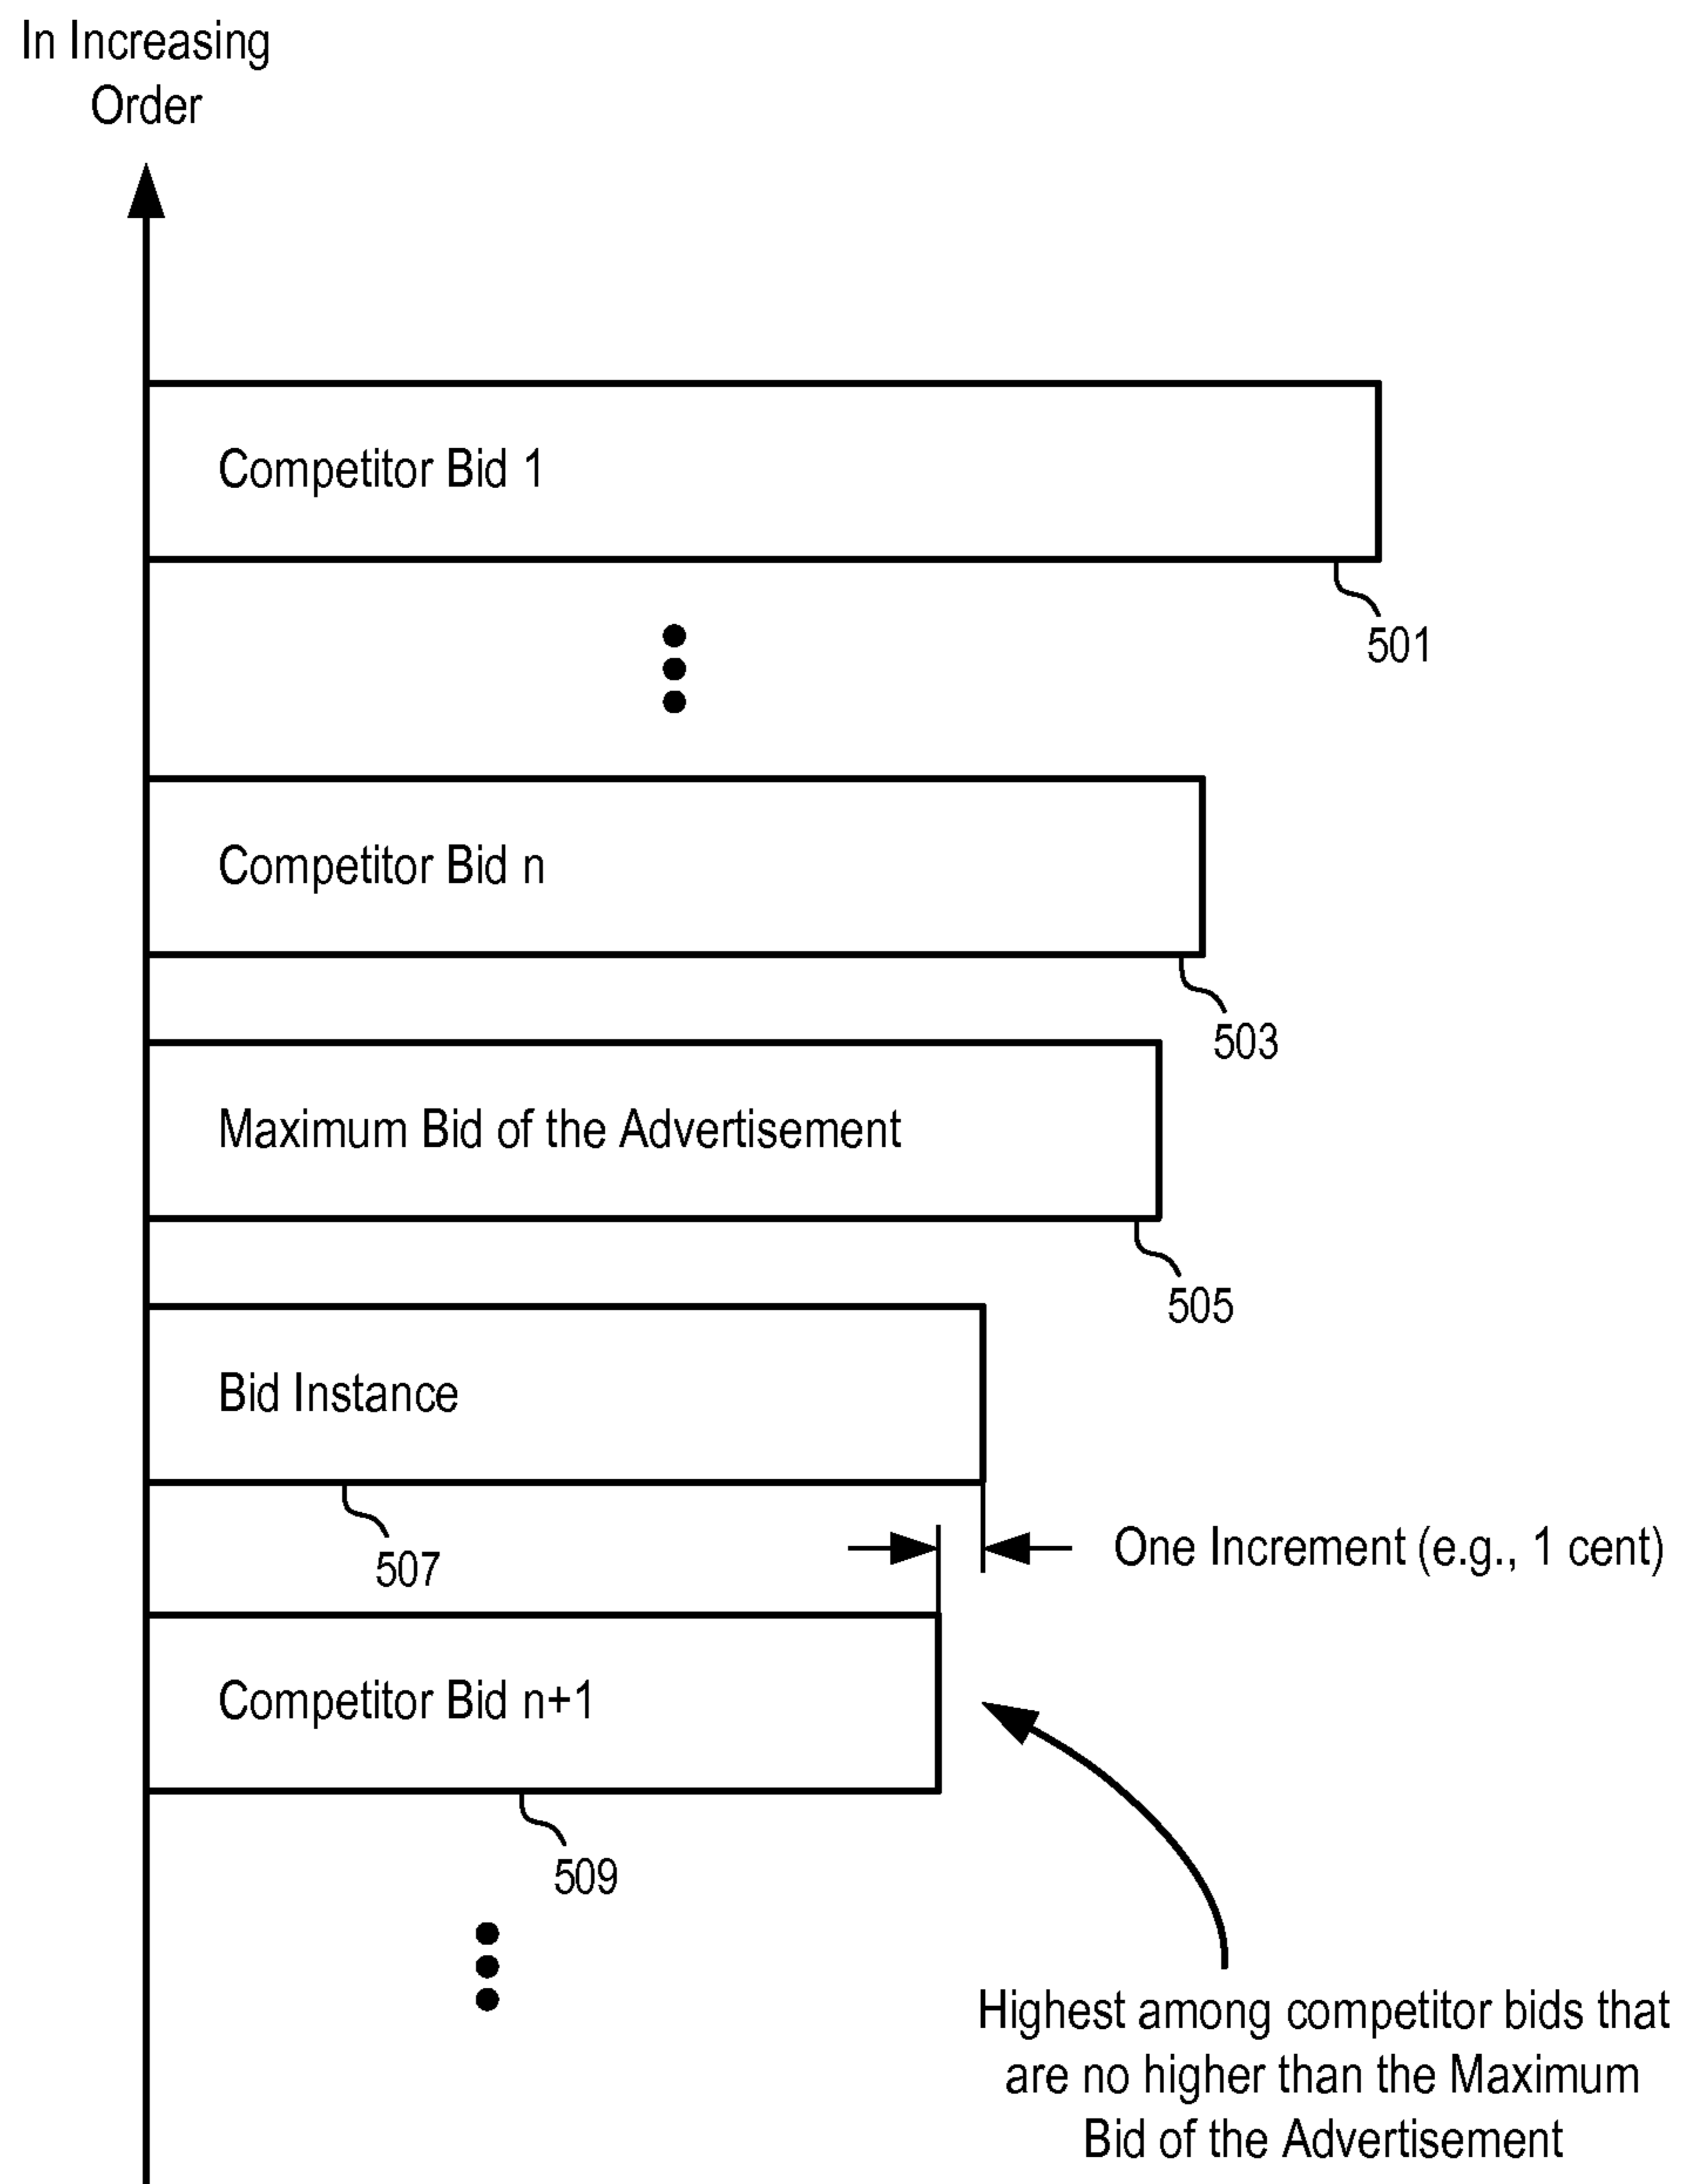 In Increasing
Order
Competitor Bid 1
501
Competitor Bid n
503
Maximum Bid of the Advertisement
505
Bid Instance
507
One Increment (e.g., 1 cent)
Competitor Bid n+1
509
Highest among competitor bids that
are no higher than the Maximum
Bid of the Advertisement